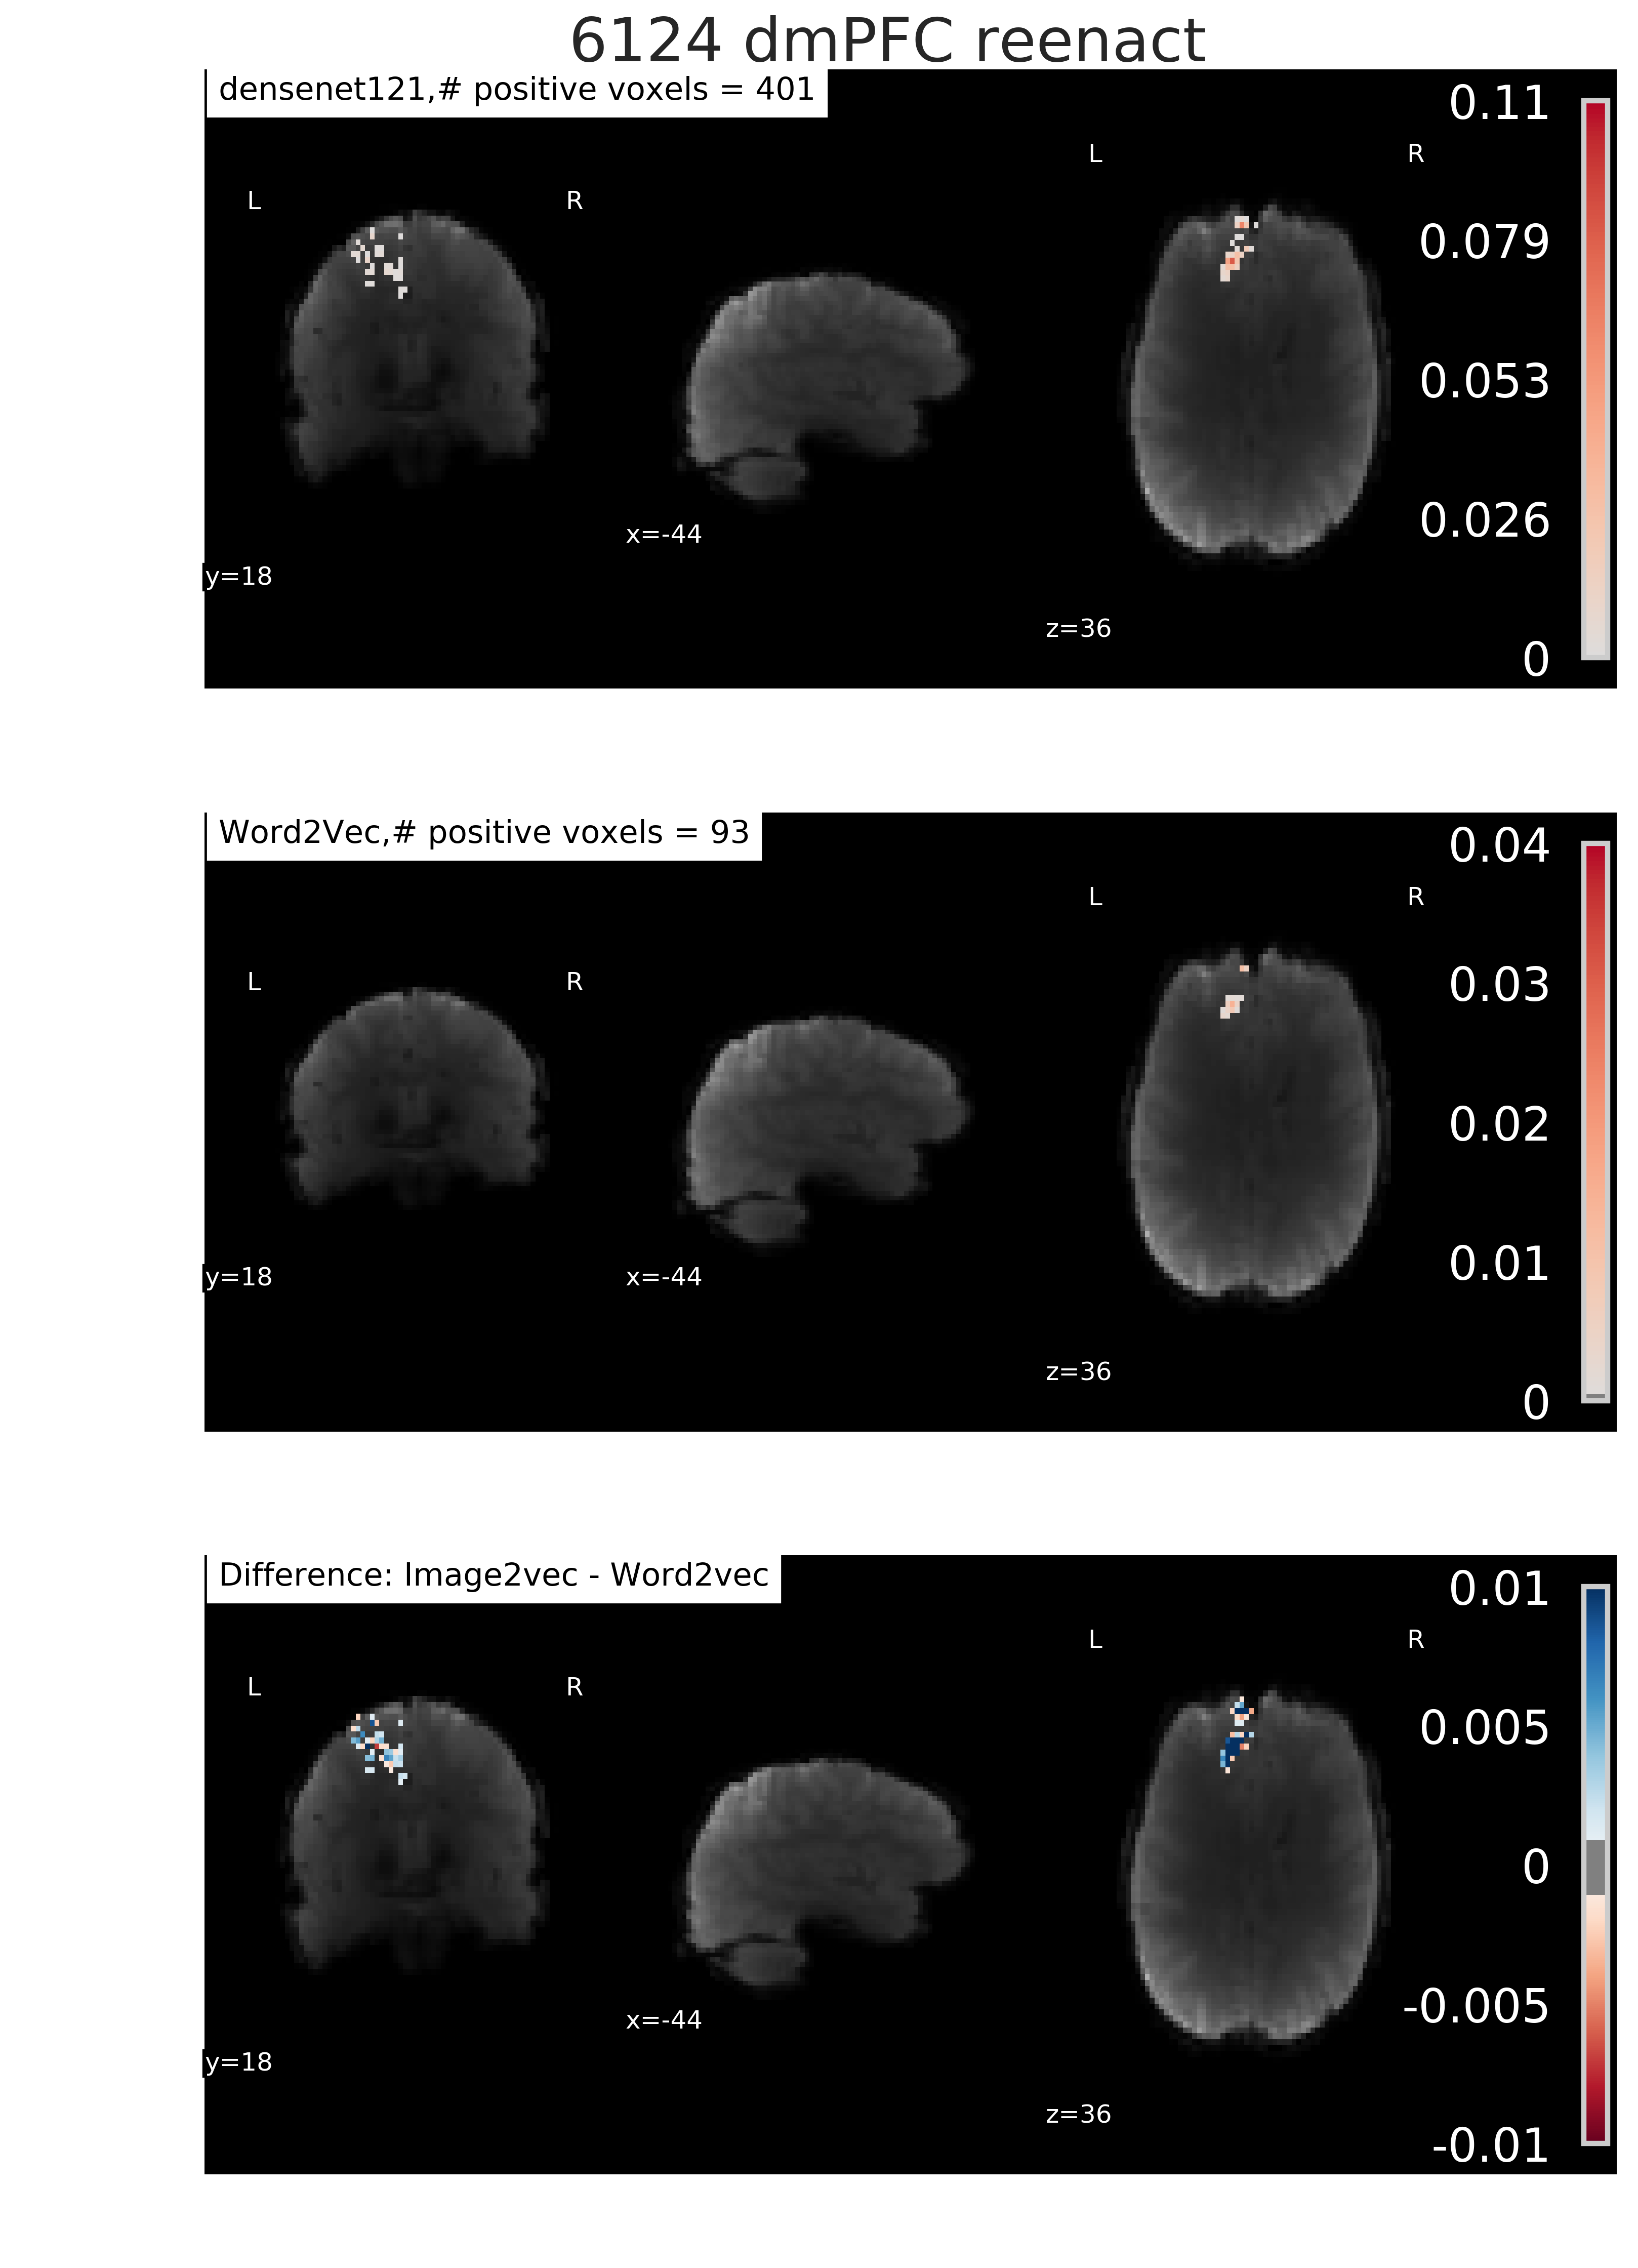 6124 dmPFC reenact
densenet121,# positive voxels = 401
0.11
L R
L R
0.079
0.053
0.026
x=-44
y=18
z=36
0
Word2Vec,# positive voxels = 93
0.04
L R
L R
0.03
0.02
0.01
y=18
x=-44
z=36
0
Difference: Image2vec - Word2vec
0.01
L R
L R
0.005
0
-0.005
x=-44
y=18
z=36
-0.01